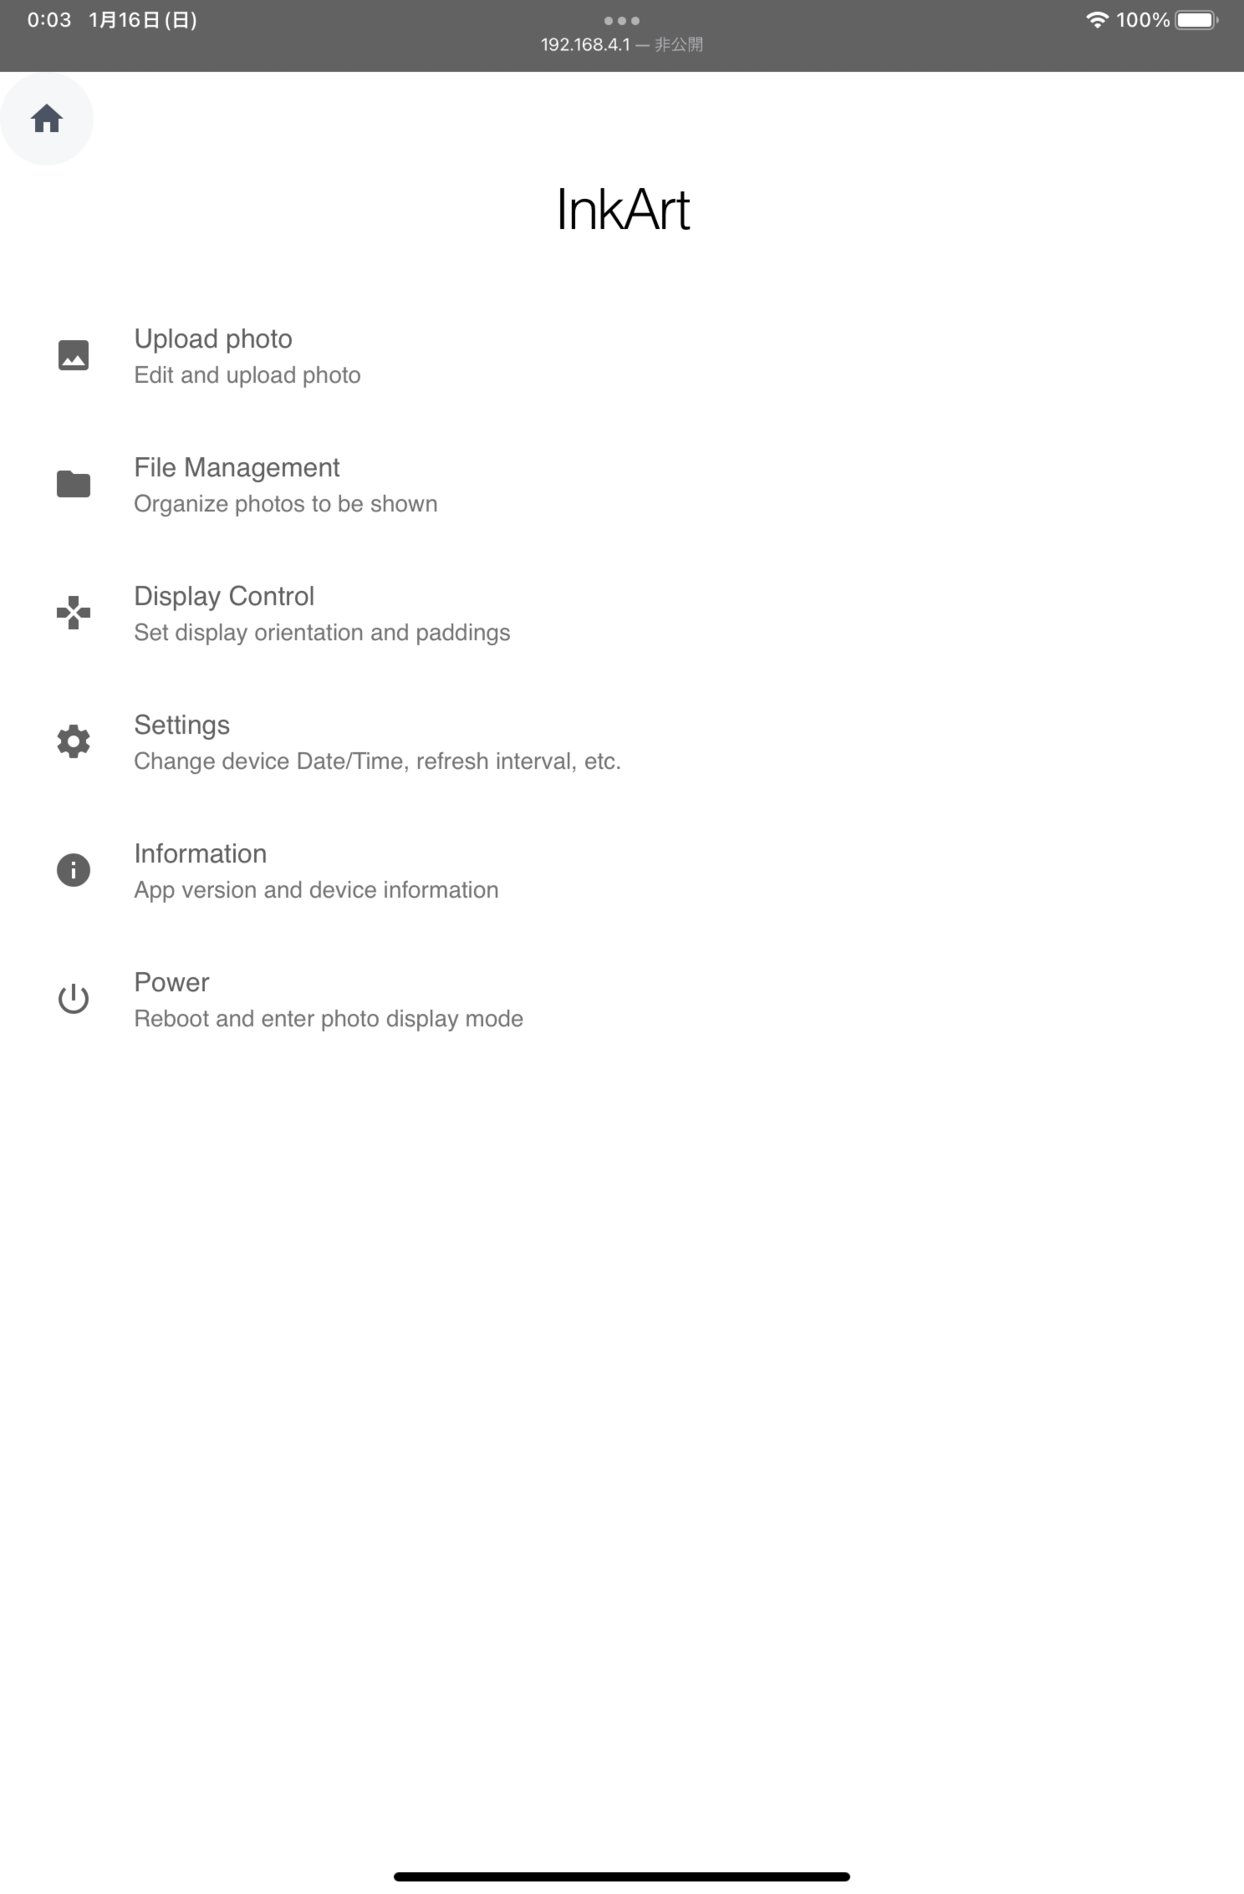 0:03 1月16日(日)
100%
192.168.4.1 — 非公開
InkArt
Upload photo
Edit and upload photo
File Management
Organize photos to be shown
Display Control
Set display orientation and paddings
Settings
Change device Date/Time, refresh interval, etc.
Information
App version and device information
Power
Reboot and enter photo display mode